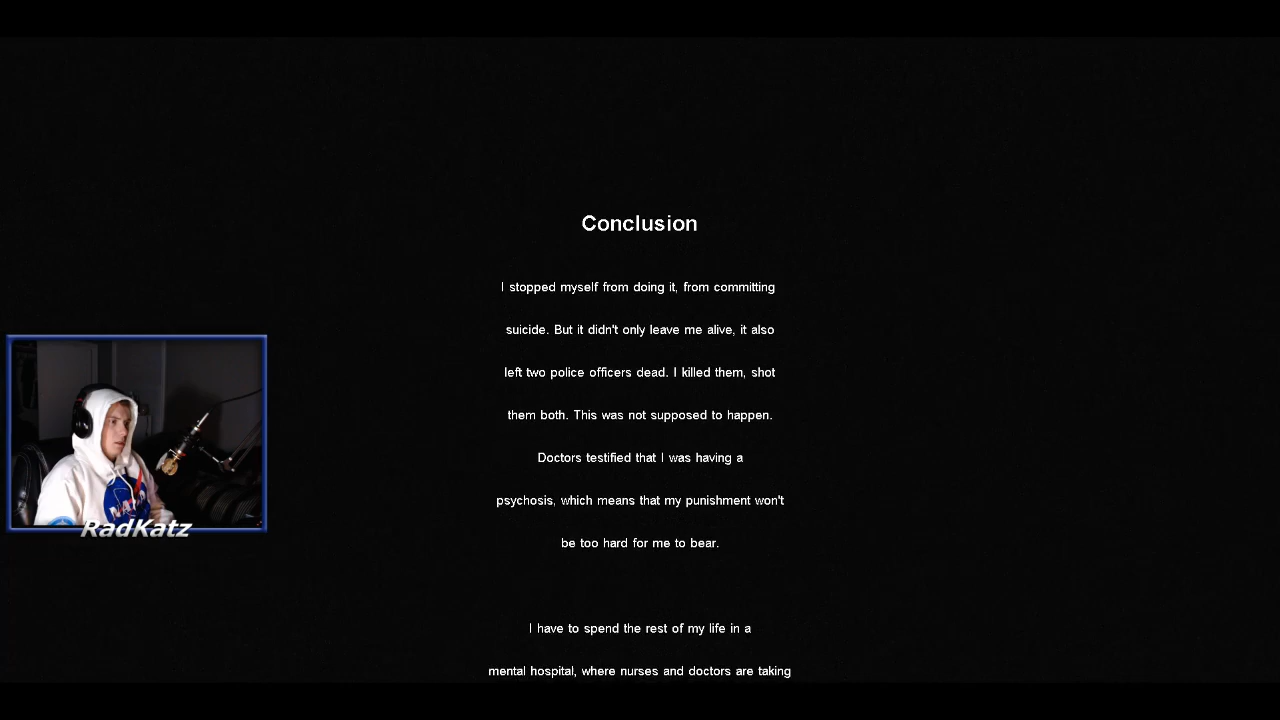 Conclusion
I stopped myself from doing it, from committing
suicide. But it didn't only leave me alive, it also
left two police officers dead. I killed them, shot
them both. This was not supposed to happen.
Doctors testified that I was having a
psychosis, which means that my punishment won't
be too hard for me to bear.
I have to spend the rest of my life in a
mental hospital, where nurses and doctors are taking
NASA
RadKatz